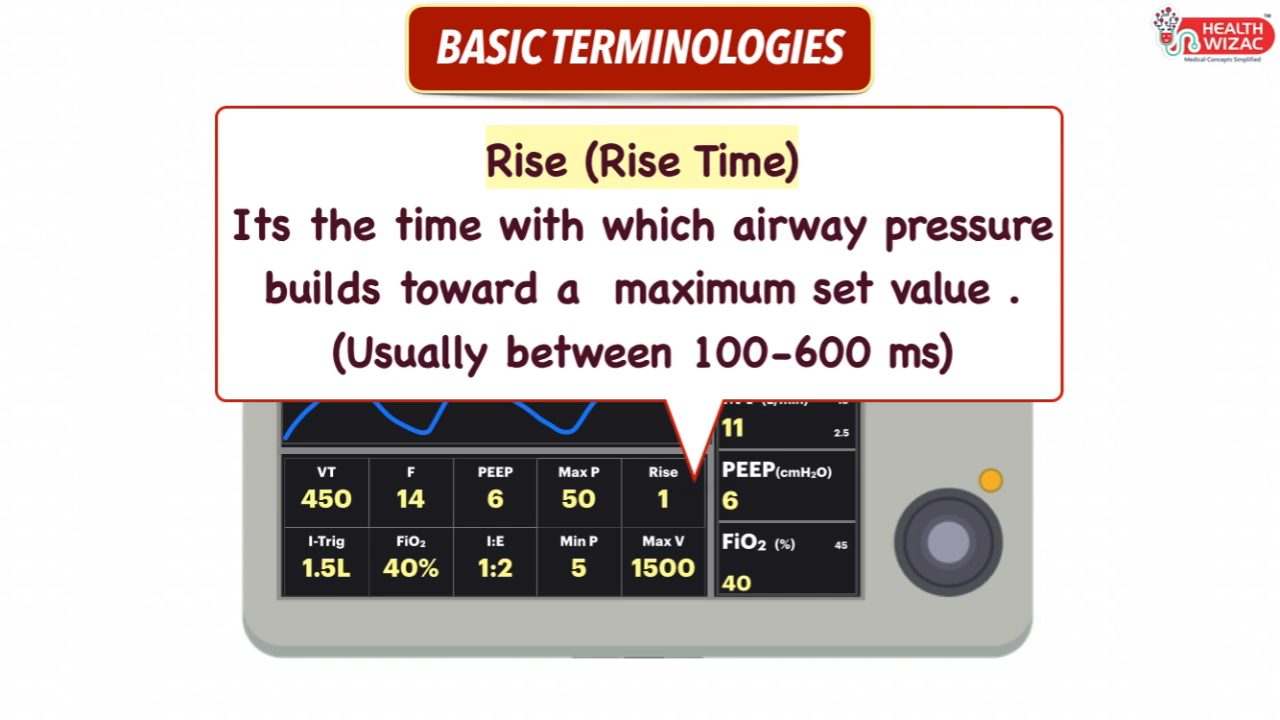 BASIC TERMINOLOGIES
HEALTH
WIZAC
TM
Medical Concepts Simplified
Rise (Rise Time)
Its the time with which airway pressure
builds toward a maximum set value .
(Usually between 100-600 ms)
11
2.5
VT
450
F
14
PEEP
6
Max P
50
Rise
1
PEEP(cmH₂O)
6
I-Trig
1.5L
FiO₂
40%
I:E
1:2
Min P
5
Max V
1500
FiO₂ (%)
45
40